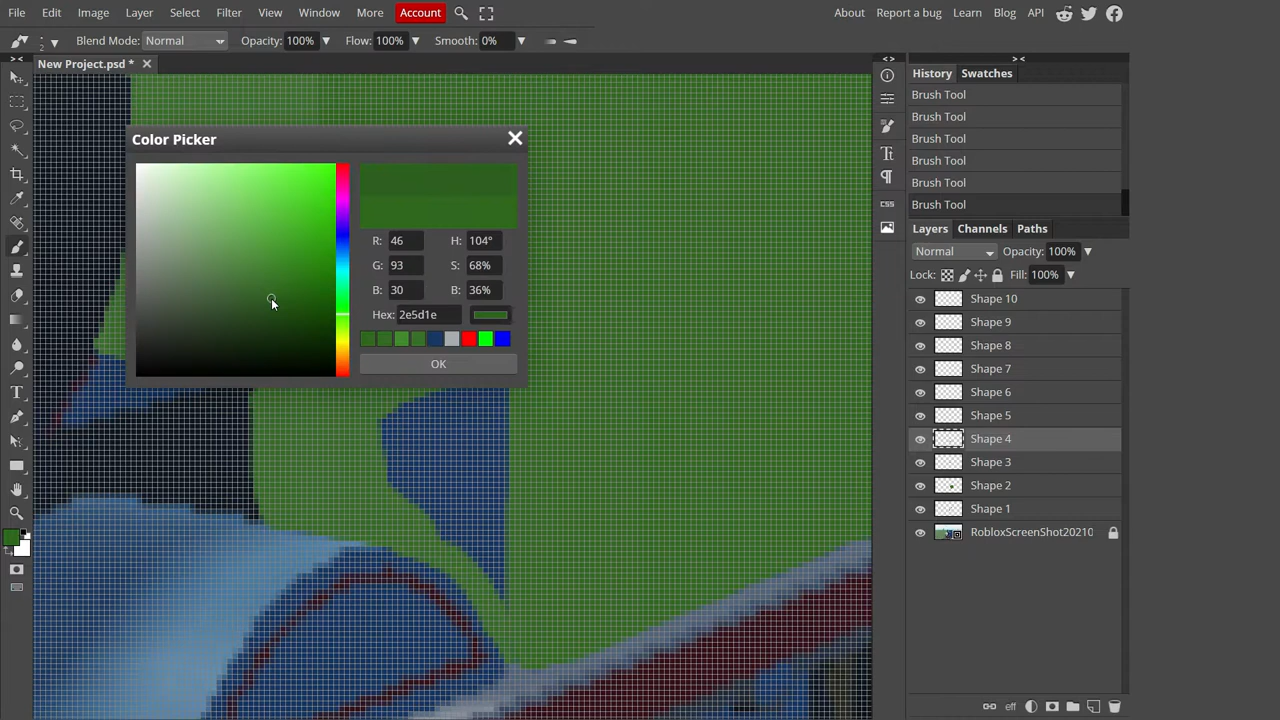 File Edit Image Layer Select Filter View Window More Account About Report a bug Learn Blog API
2 Blend Mode: Normal Opacity: 100% Flow: 100% Smooth: 0%
New Project.psd *
Color Picker
R: 46 H: 104°
G: 93 S: 68%
B: 30 B: 36%
Hex: 2e5d1e
OK
CSS
History Swatches
Brush Tool
Brush Tool
Brush Tool
Brush Tool
Brush Tool
Brush Tool
Layers Channels Paths
Normal Opacity: 100%
Lock: Fill: 100%
Shape 10
Shape 9
Shape 8
Shape 7
Shape 6
Shape 5
Shape 4
Shape 3
Shape 2
Shape 1
RobloxScreenShot20210
eff